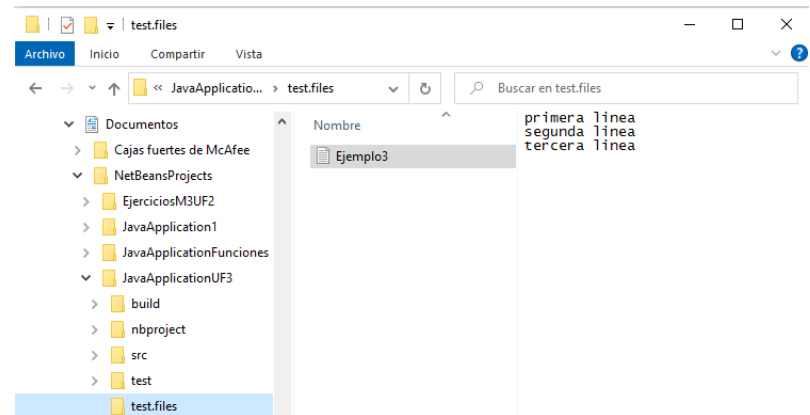 test.files
Archivo Inicio Compartir Vista
« JavaApplicatio... > test.files
Buscar en test.files
Documentos
Cajas fuertes de McAfee
NetBeansProjects
EjerciciosM3UF2
JavaApplication1
JavaApplicationFunciones
JavaApplicationUF3
build
nbproject
src
test
test.files
Nombre
Ejemplo3
primera linea
segunda linea
tercera linea